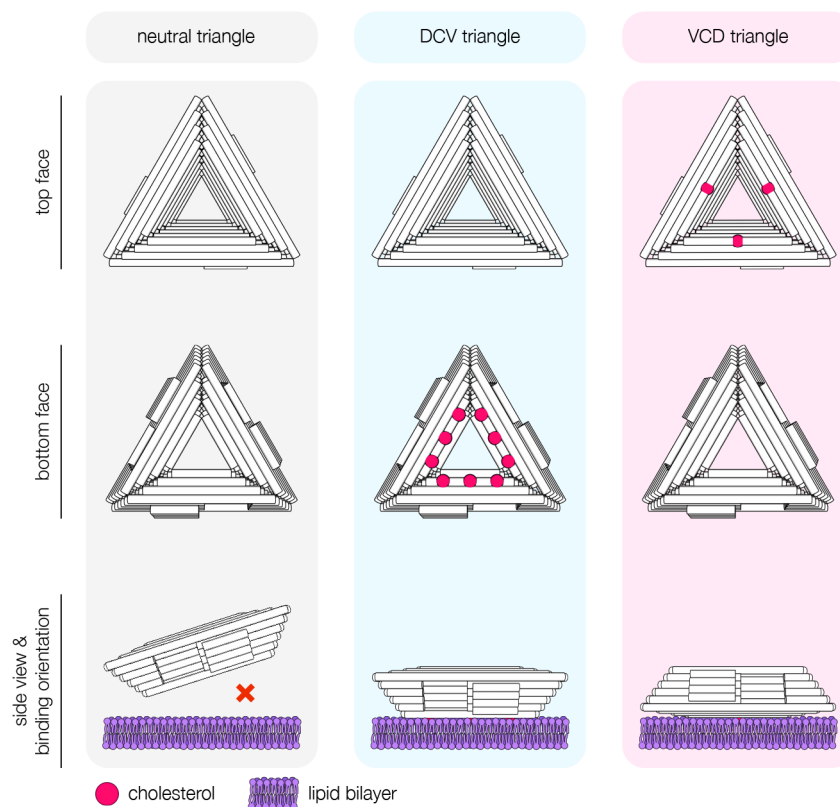 neutral triangle
DCV triangle
VCD triangle
top face
bottom face
side view &
binding orientation
cholesterol
lipid bilayer